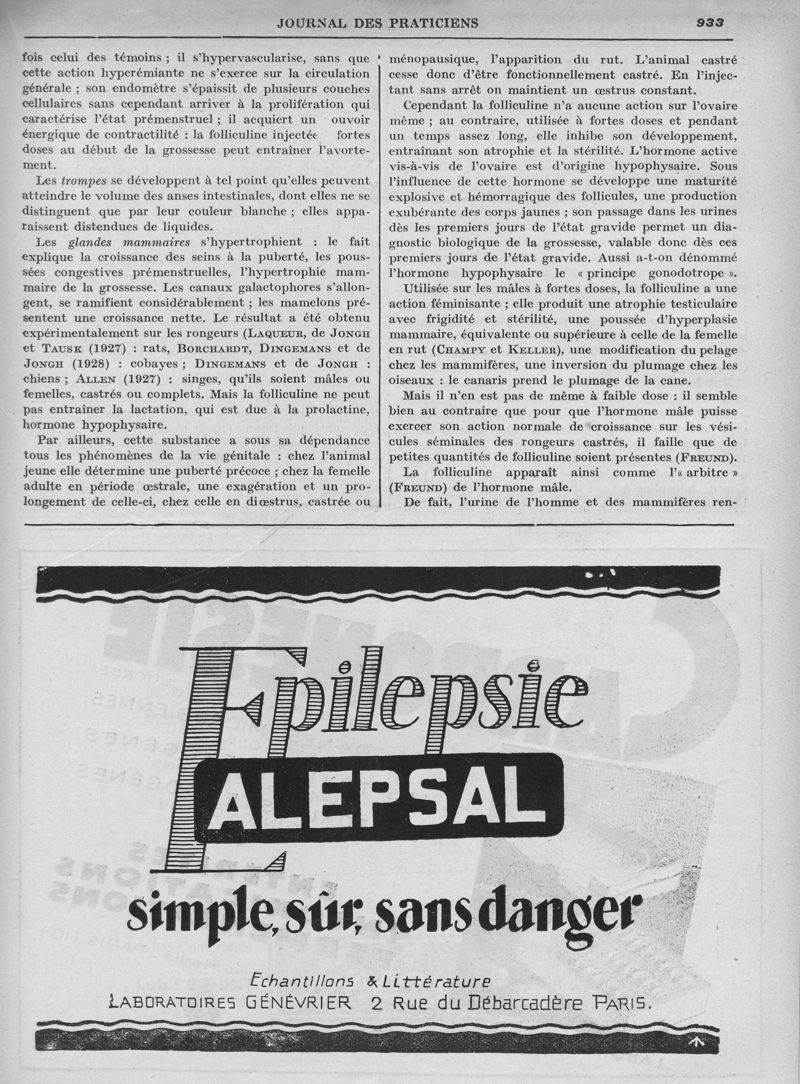 JOURNAL DES PRATICIENS
933
fois celui des témoins ; il s'hypervascularise, sans que
cette action hyperémiante ne s'exerce sur la circulation
générale ; son endomètre s'épaissit de plusieurs couches
cellulaires sans cependant arriver à la prolifération qui
caractérise l'état prémenstruel ; il acquiert un ouvoir
énergique de contractilité : la folliculine injectée fortes
doses au début de la grossesse peut entraîner l'avorte-
ment.
Les trompes se développent à tel point qu'elles peuvent
atteindre le volume des anses intestinales, dont elles ne se
distinguent que par leur couleur blanche ; elles appa-
raissent distendues de liquides.
Les glandes mammaires s'hypertrophient : le fait
explique la croissance des seins à la puberté, les pous-
sées congestives prémenstruelles, l'hypertrophie mam-
maire de la grossesse. Les canaux galactophores s'allon-
gent, se ramifient considérablement ; les mamelons pré-
sentent une croissance nette. Le résultat a été obtenu
expérimentalement sur les rongeurs (LAQUEUR, de JONGH
et TAUSK (1927) : rats, BORCHARDT, DINGEMANS et de
JONGH (1928) : cobayes ; DINGEMANS et de JONGH :
chiens ; ALLEN (1927) : singes, qu'ils soient mâles ou
femelles, castrés ou complets. Mais la folliculine ne peut
pas entraîner la lactation, qui est due à la prolactine,
hormone hypophysaire.
Par ailleurs, cette substance a sous sa dépendance
tous les phénomènes de la vie génitale : chez l'animal
jeune elle détermine une puberté précoce ; chez la femelle
adulte en période œstrale, une exagération et un pro-
longement de celle-ci, chez celle en diœstrus, castrée ou
ménopausique, l'apparition du rut. L'animal castré
cesse donc d'être fonctionnellement castré. En l'injec-
tant sans arrêt on maintient un œstrus constant.
Cependant la folliculine n'a aucune action sur l'ovaire
même ; au contraire, utilisée à fortes doses et pendant
un temps assez long, elle inhibe son développement,
entraînant son atrophie et la stérilité. L'hormone active
vis-à-vis de l'ovaire est d'origine hypophysaire. Sous
l'influence de cette hormone se développe une maturité
explosive et hémorragique des follicules, une production
exubérante des corps jaunes ; son passage dans les urines
dès les premiers jours de l'état gravide permet un dia-
gnostic biologique de la grossesse, valable donc dès ces
premiers jours de l'état gravide. Aussi a-t-on dénommé
l'hormone hypophysaire le « principe gonodotrope ».
Utilisée sur les mâles à fortes doses, la folliculine a une
action féminisante ; elle produit une atrophie testiculaire
avec frigidité et stérilité, une poussée d'hyperplasie
mammaire, équivalente ou supérieure à celle de la femelle
en rut (CHAMPY et KELLER), une modification du pelage
chez les mammifères, une inversion du plumage chez les
oiseaux : le canaris prend le plumage de la cane.
Mais il n'en est pas de même à faible dose : il semble
bien au contraire que pour que l'hormone mâle puisse
exercer son action normale de croissance sur les vési-
cules séminales des rongeurs castrés, il faille que de
petites quantités de folliculine soient présentes (FREUND).
La folliculine apparaît ainsi comme l'« arbitre »
(FREUND) de l'hormone mâle.
De fait, l'urine de l'homme et des mammifères ren-
Epilepsie
ALEPSAL
simple, sûr, sans danger
Echantillons & Littérature
LABORATOIRES GÉNÉVRIER 2 Rue du Débarcadère PARIS.